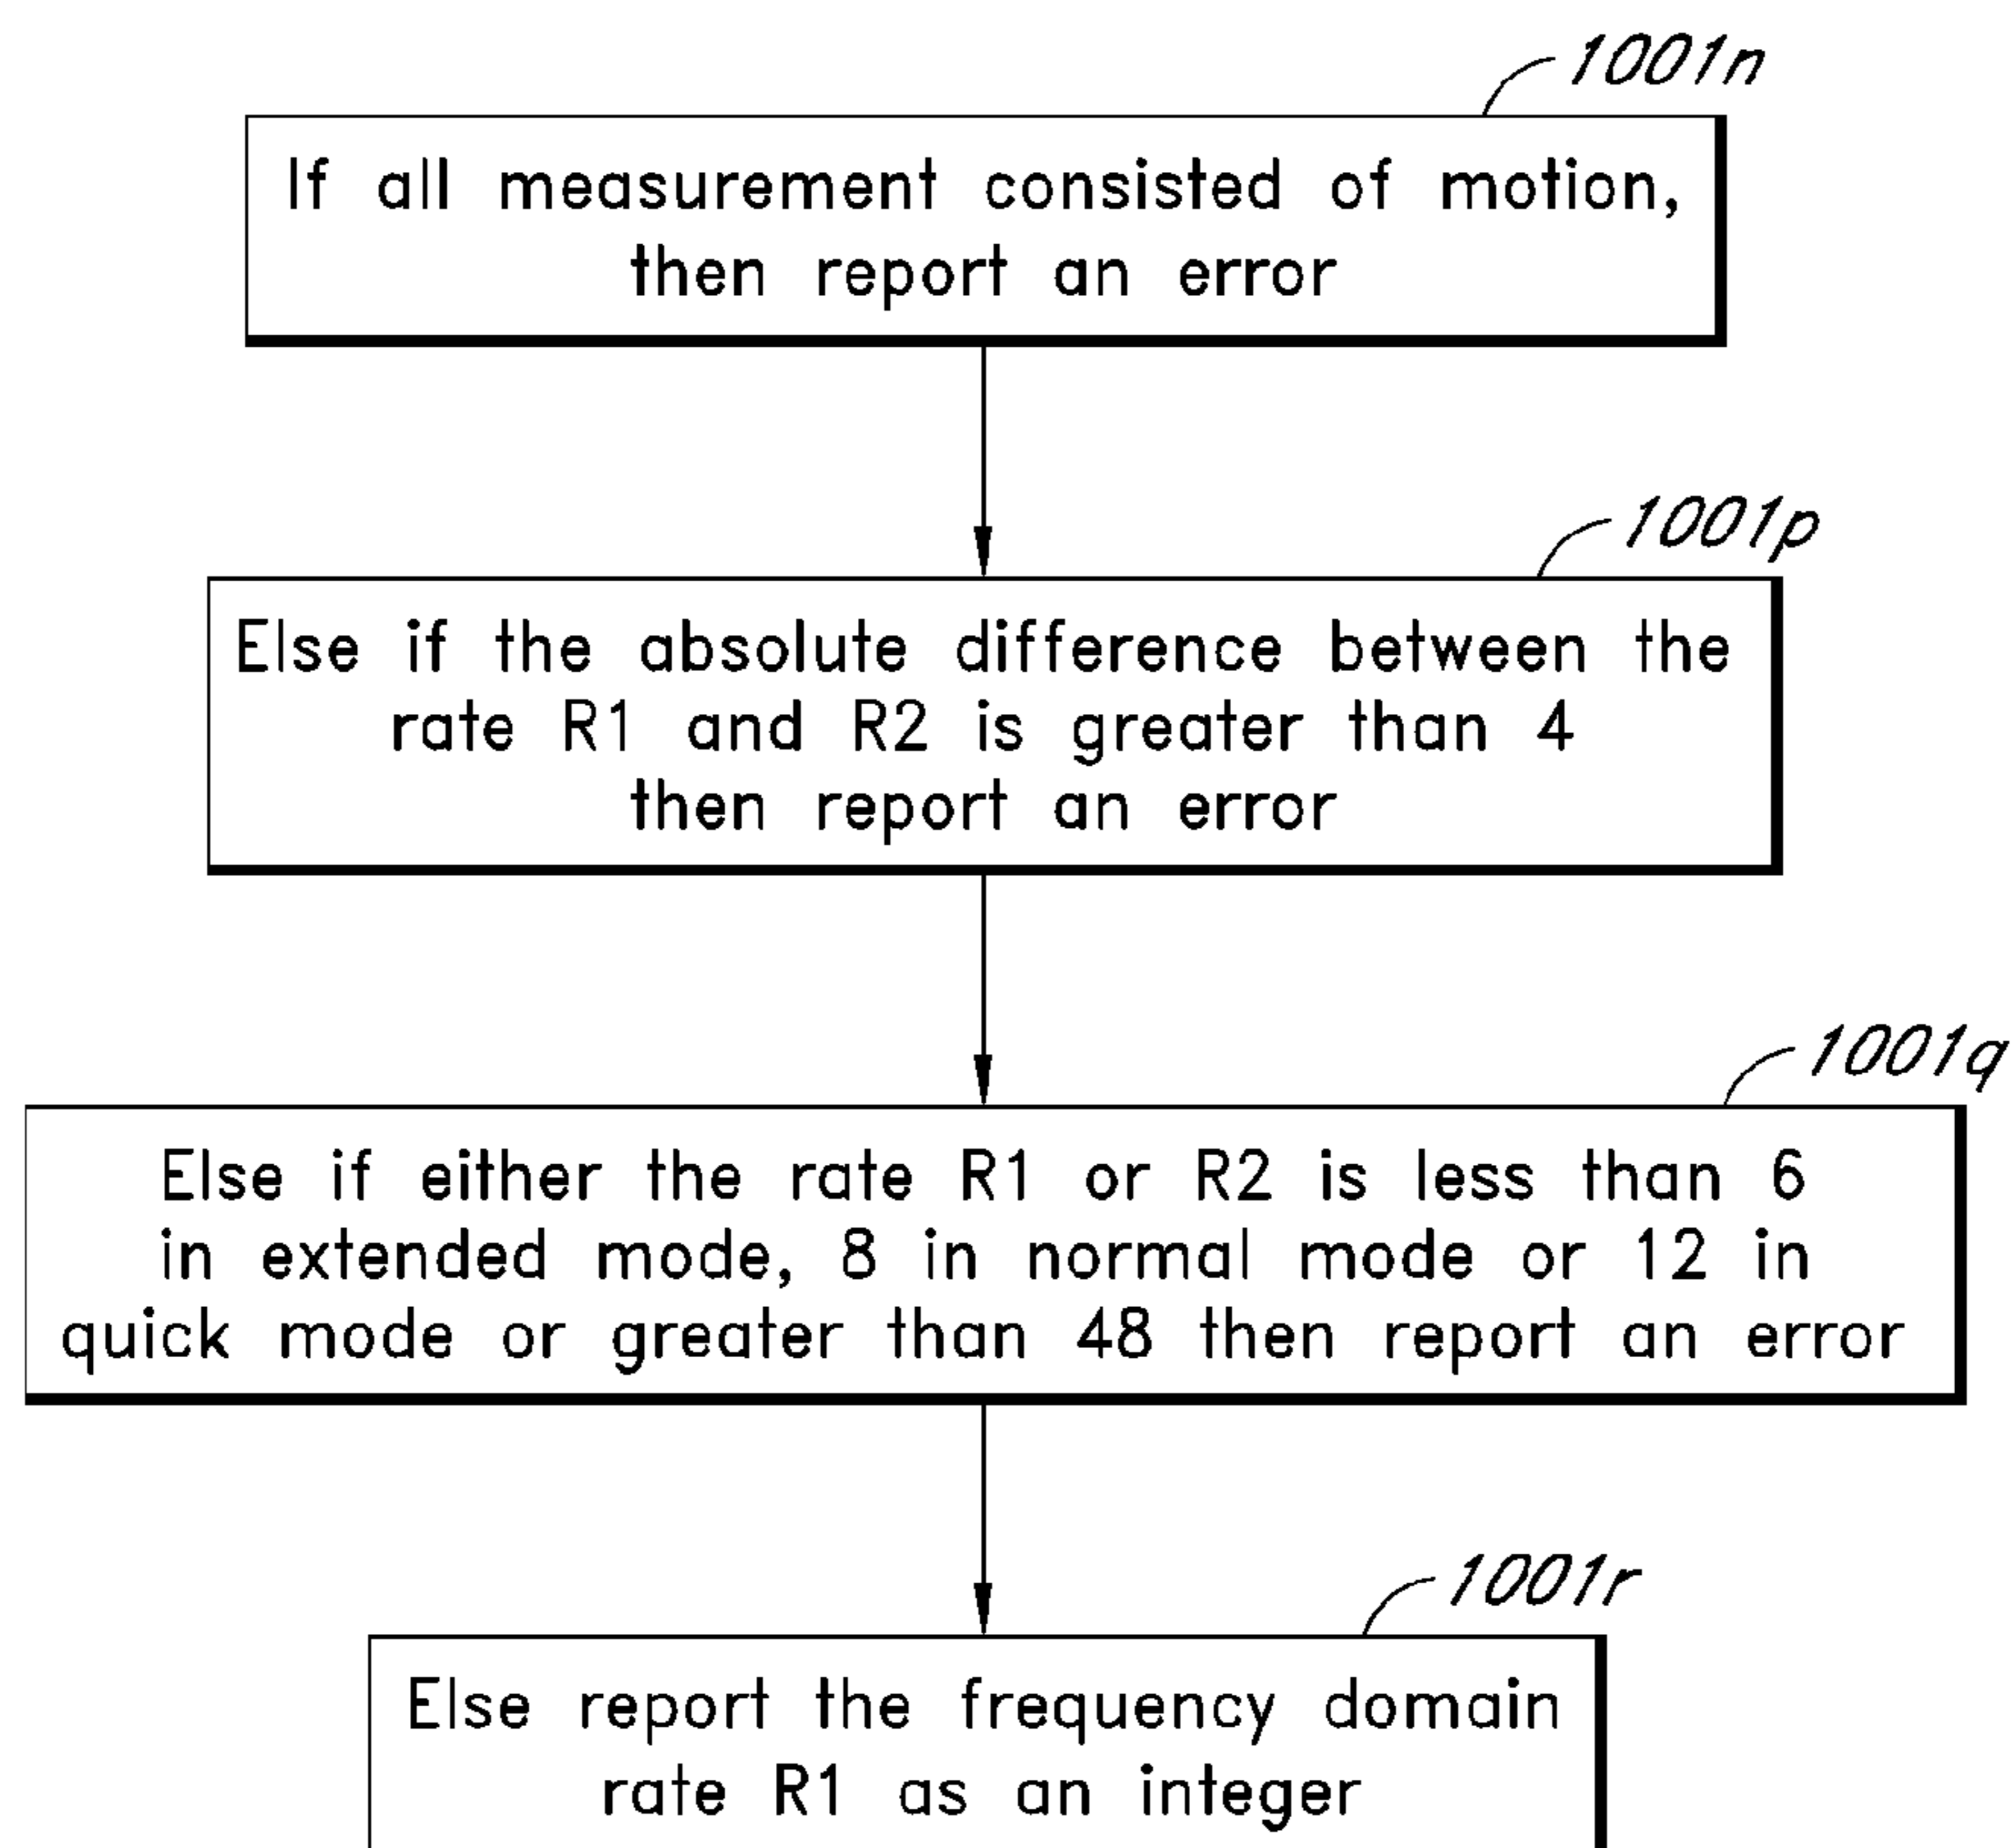 1001n
If all measurement consisted of motion,
then report an error
1001p
Else if the absolute difference between the
rate R1 and R2 is greater than 4
then report an error
1001q
Else if either the rate R1 or R2 is less than 6
in extended mode, 8 in normal mode or 12 in
quick mode or greater than 48 then report an error
1001r
Else report the frequency domain
rate R1 as an integer